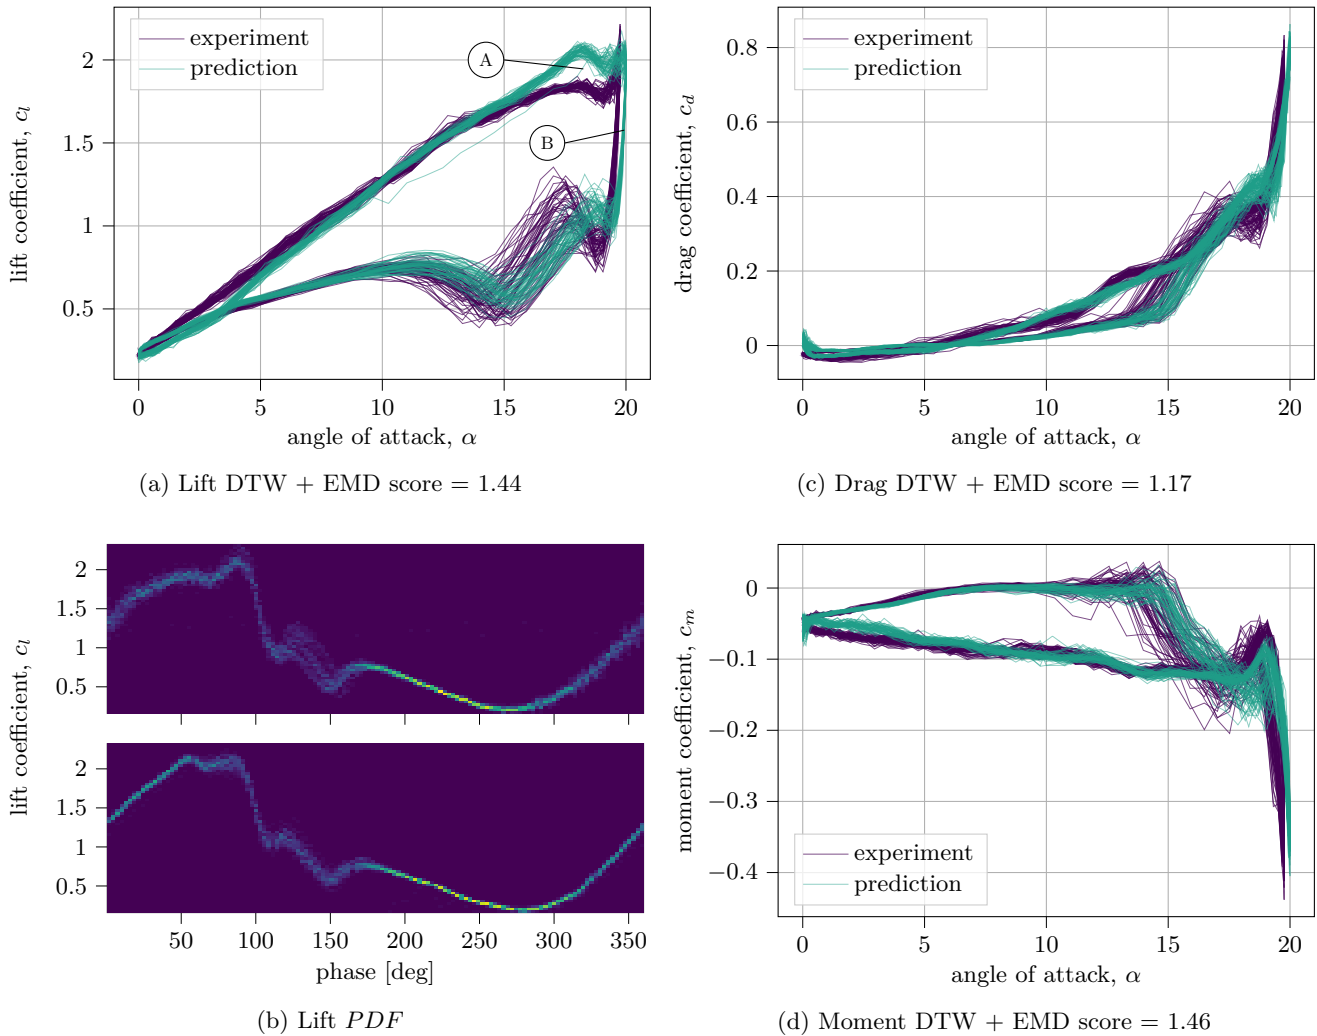 experiment
prediction
A
B
2
1.5
1
0.5
0
5
10
15
20
lift coefficient, c_l
angle of attack, α
(a) Lift DTW + EMD score = 1.44
experiment
prediction
0.8
0.6
0.4
0.2
0
0
5
10
15
20
drag coefficient, c_d
angle of attack, α
(c) Drag DTW + EMD score = 1.17
2
1.5
1
0.5
lift coefficient, c_l
2
1.5
1
0.5
lift coefficient, c_l
50
100
150
200
250
300
350
phase [deg]
(b) Lift PDF
0
−0.1
−0.2
−0.3
−0.4
moment coefficient, c_m
experiment
prediction
0
5
10
15
20
angle of attack, α
(d) Moment DTW + EMD score = 1.46